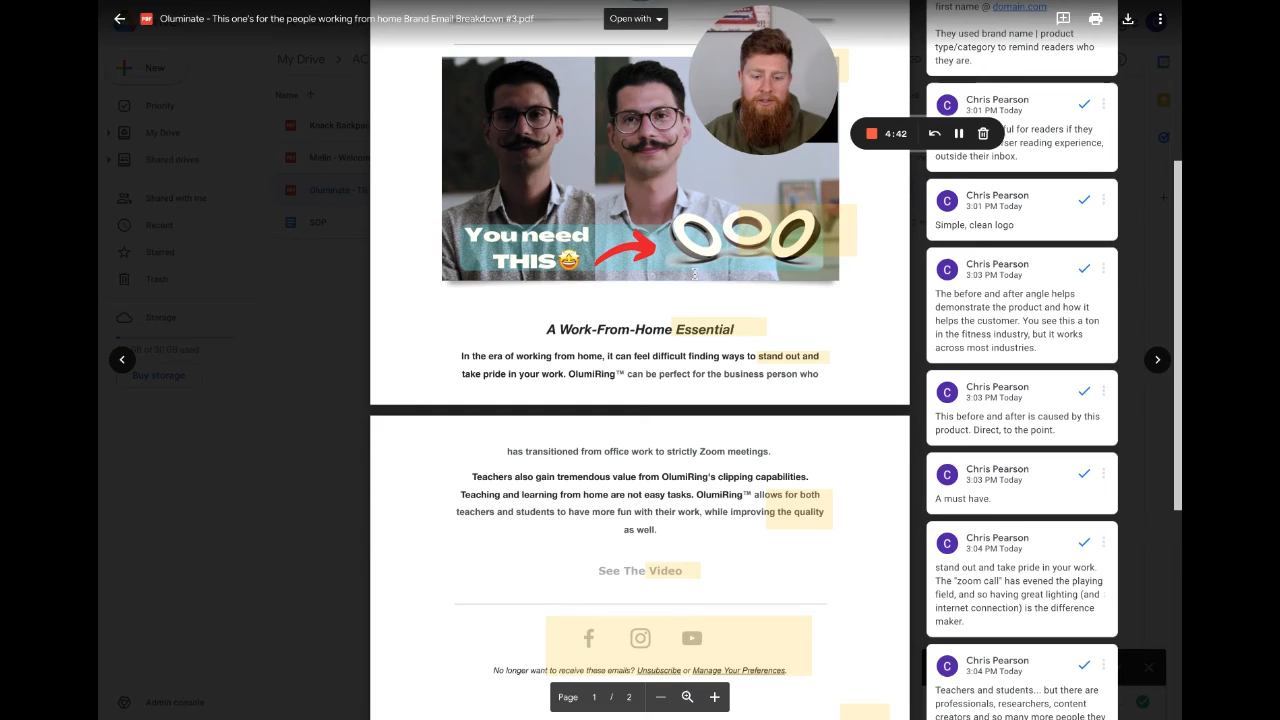 Oluminate - This one's for the people working from home Brand Email Breakdown #3.pdf
Open with
PDF
New
My Drive
AC
Priority
My Drive
Shared drives
Shared with me
Recent
Starred
Trash
Storage
of 30 GB used
Buy storage
Admin console
Name
Knack Backpa
Melin - Welcom
Oluminate - Th
SOP
You need
THIS
A Work-From-Home Essential
In the era of working from home, it can feel difficult finding ways to stand out and
take pride in your work. OlumiRing™ can be perfect for the business person who
has transitioned from office work to strictly Zoom meetings.
Teachers also gain tremendous value from OlumiRing's clipping capabilities.
Teaching and learning from home are not easy tasks. OlumiRing™ allows for both
teachers and students to have more fun with their work, while improving the quality
as well.
See The Video
No longer want to receive these emails? Unsubscribe or Manage Your Preferences.
Page 1 / 2
4:42
first name @ domain.com
They used brand name | product
type/category to remind readers who
they are.
C
Chris Pearson
3:01 PM Today
ful for readers if they
ser reading experience,
outside their inbox.
C
Chris Pearson
3:01 PM Today
Simple, clean logo
C
Chris Pearson
3:03 PM Today
The before and after angle helps
demonstrate the product and how it
helps the customer. You see this a ton
in the fitness industry, but it works
across most industries.
C
Chris Pearson
3:03 PM Today
This before and after is caused by this
product. Direct, to the point.
C
Chris Pearson
3:03 PM Today
A must have.
C
Chris Pearson
3:04 PM Today
stand out and take pride in your work.
The "zoom call" has evened the playing
field, and so having great lighting (and
internet connection) is the difference
maker.
C
Chris Pearson
3:04 PM Today
Teachers and students... but there are
professionals, researchers, content
creators and so many more people they